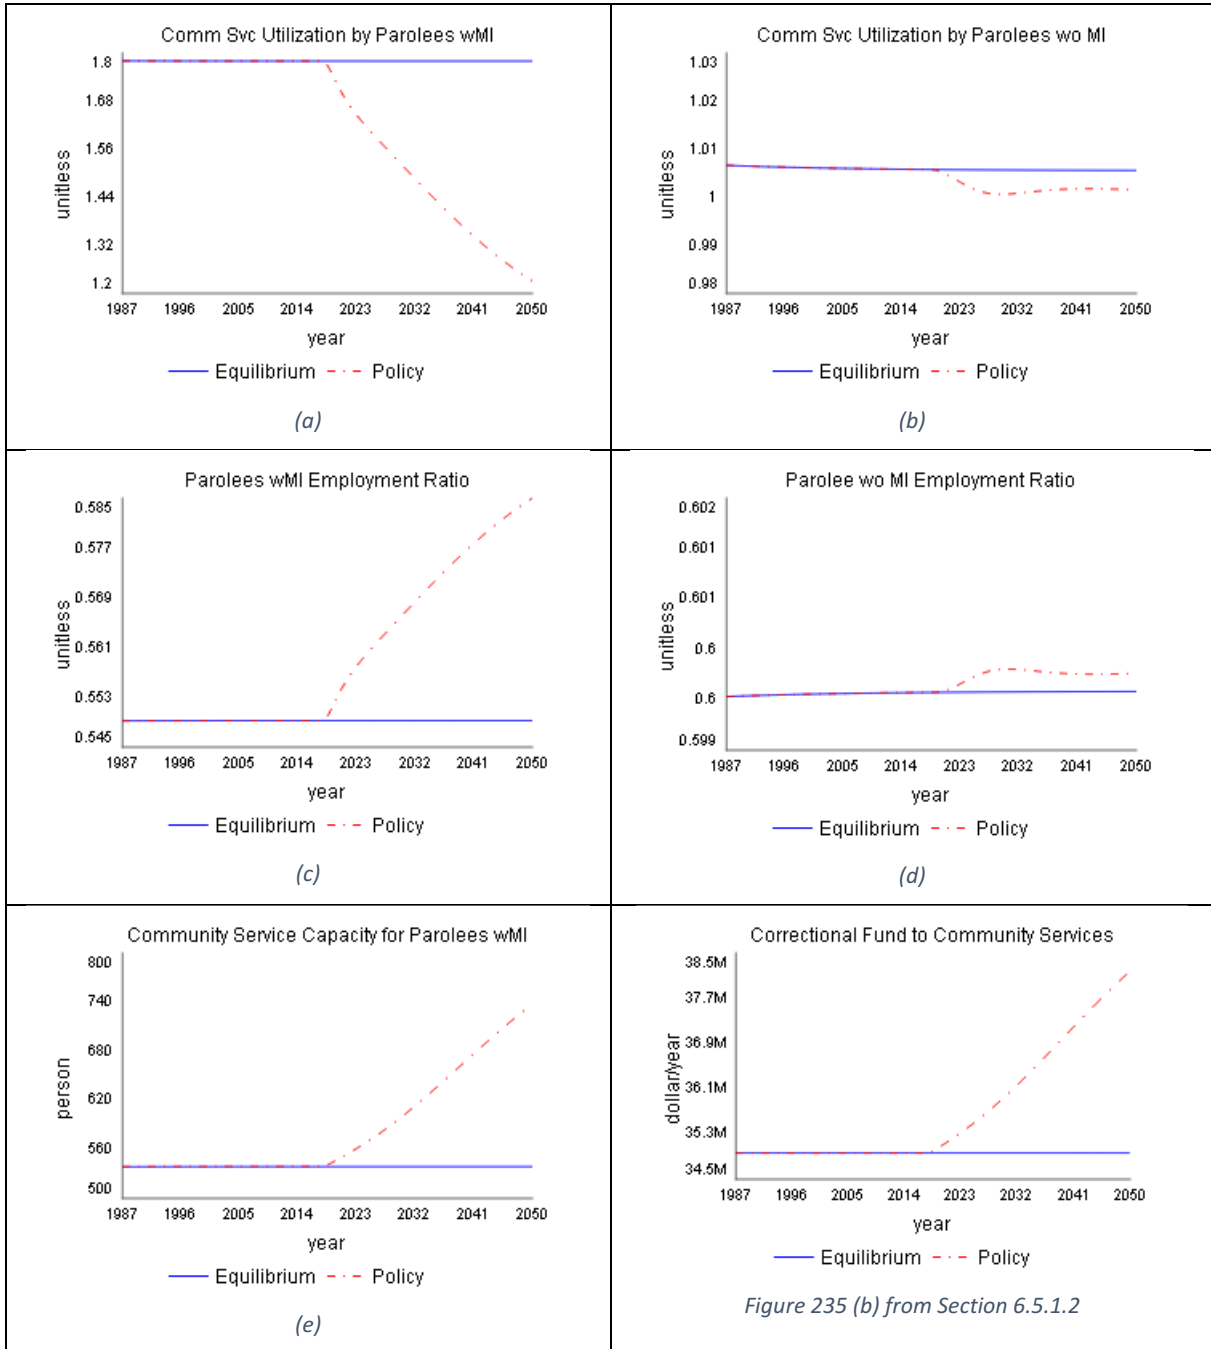 Comm Svc Utilization by Parolees wMI
1.8
1.68
1.56
1.44
1.32
1.2
unitless
1987 1996 2005 2014 2023 2032 2041 2050
year
Equilibrium Policy
(a)
Comm Svc Utilization by Parolees wo MI
1.03
1.02
1.01
1
0.99
0.98
unitless
1987 1996 2005 2014 2023 2032 2041 2050
year
Equilibrium Policy
(b)
Parolees wMI Employment Ratio
0.585
0.577
0.569
0.561
0.553
0.545
unitless
1987 1996 2005 2014 2023 2032 2041 2050
year
Equilibrium Policy
(c)
Parolee wo MI Employment Ratio
0.602
0.601
0.601
0.6
0.6
0.599
unitless
1987 1996 2005 2014 2023 2032 2041 2050
year
Equilibrium Policy
(d)
Community Service Capacity for Parolees wMI
800
740
680
620
560
500
person
1987 1996 2005 2014 2023 2032 2041 2050
year
Equilibrium Policy
(e)
Correctional Fund to Community Services
38.5M
37.7M
36.9M
36.1M
35.3M
34.5M
dollar/year
1987 1996 2005 2014 2023 2032 2041 2050
year
Equilibrium Policy
Figure 235 (b) from Section 6.5.1.2